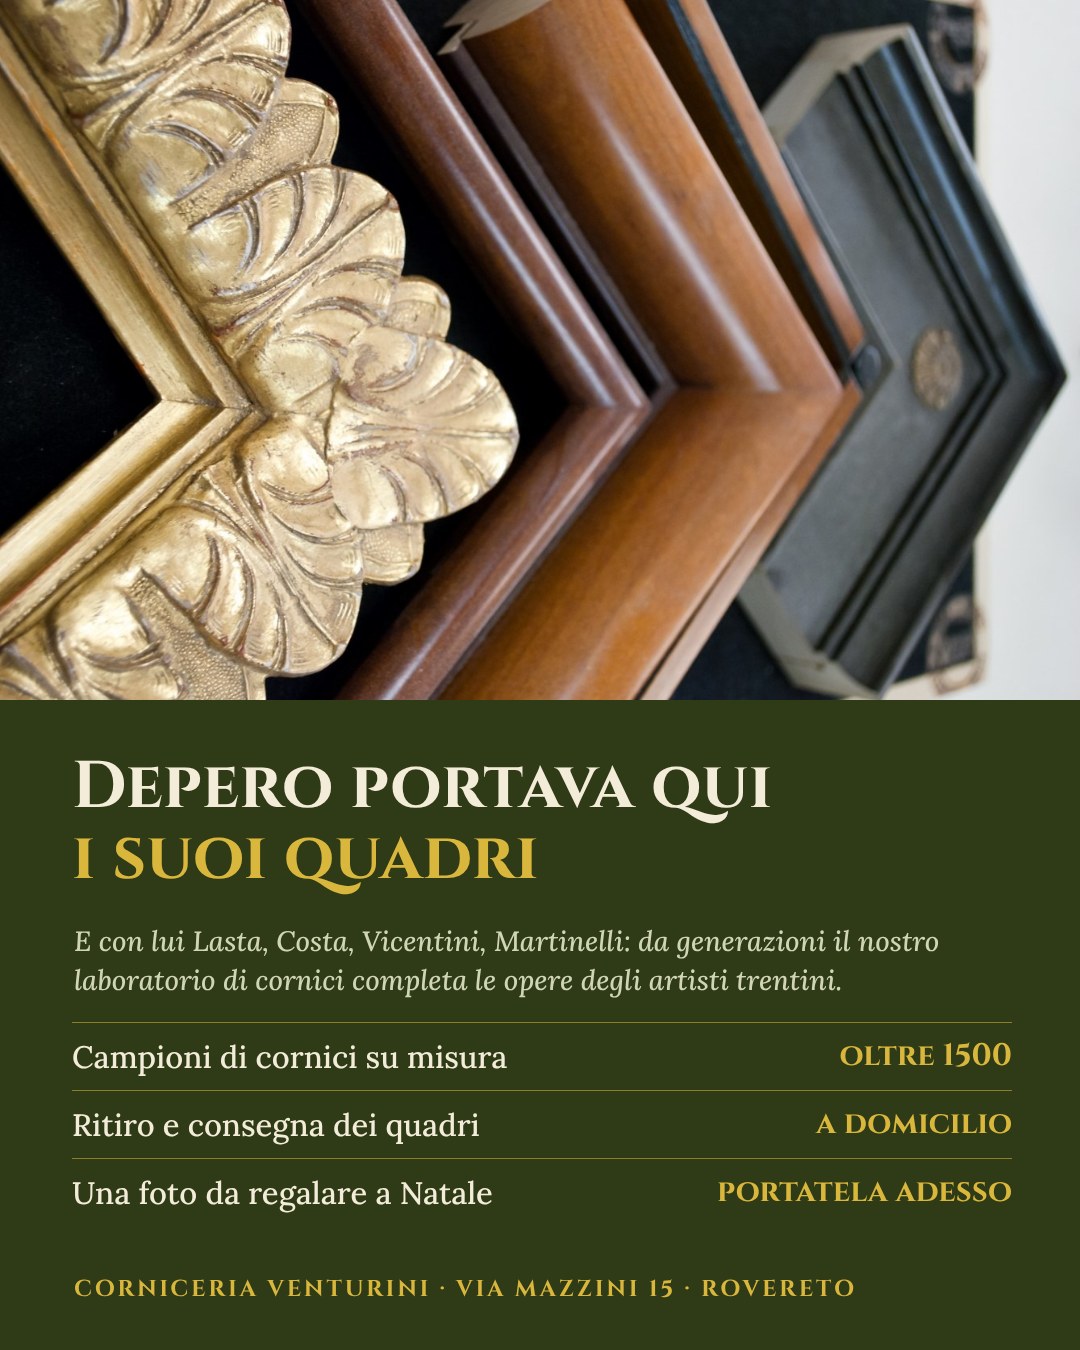 Depero portava qui
i suoi quadri
E con lui Lasta, Costa, Vicentini, Martinelli: da generazioni il nostro
laboratorio di cornici completa le opere degli artisti trentini.
Campioni di cornici su misura oltre 1500
Ritiro e consegna dei quadri a domicilio
Una foto da regalare a Natale portatela adesso
CORNICERIA VENTURINI · VIA MAZZINI 15 · ROVERETO